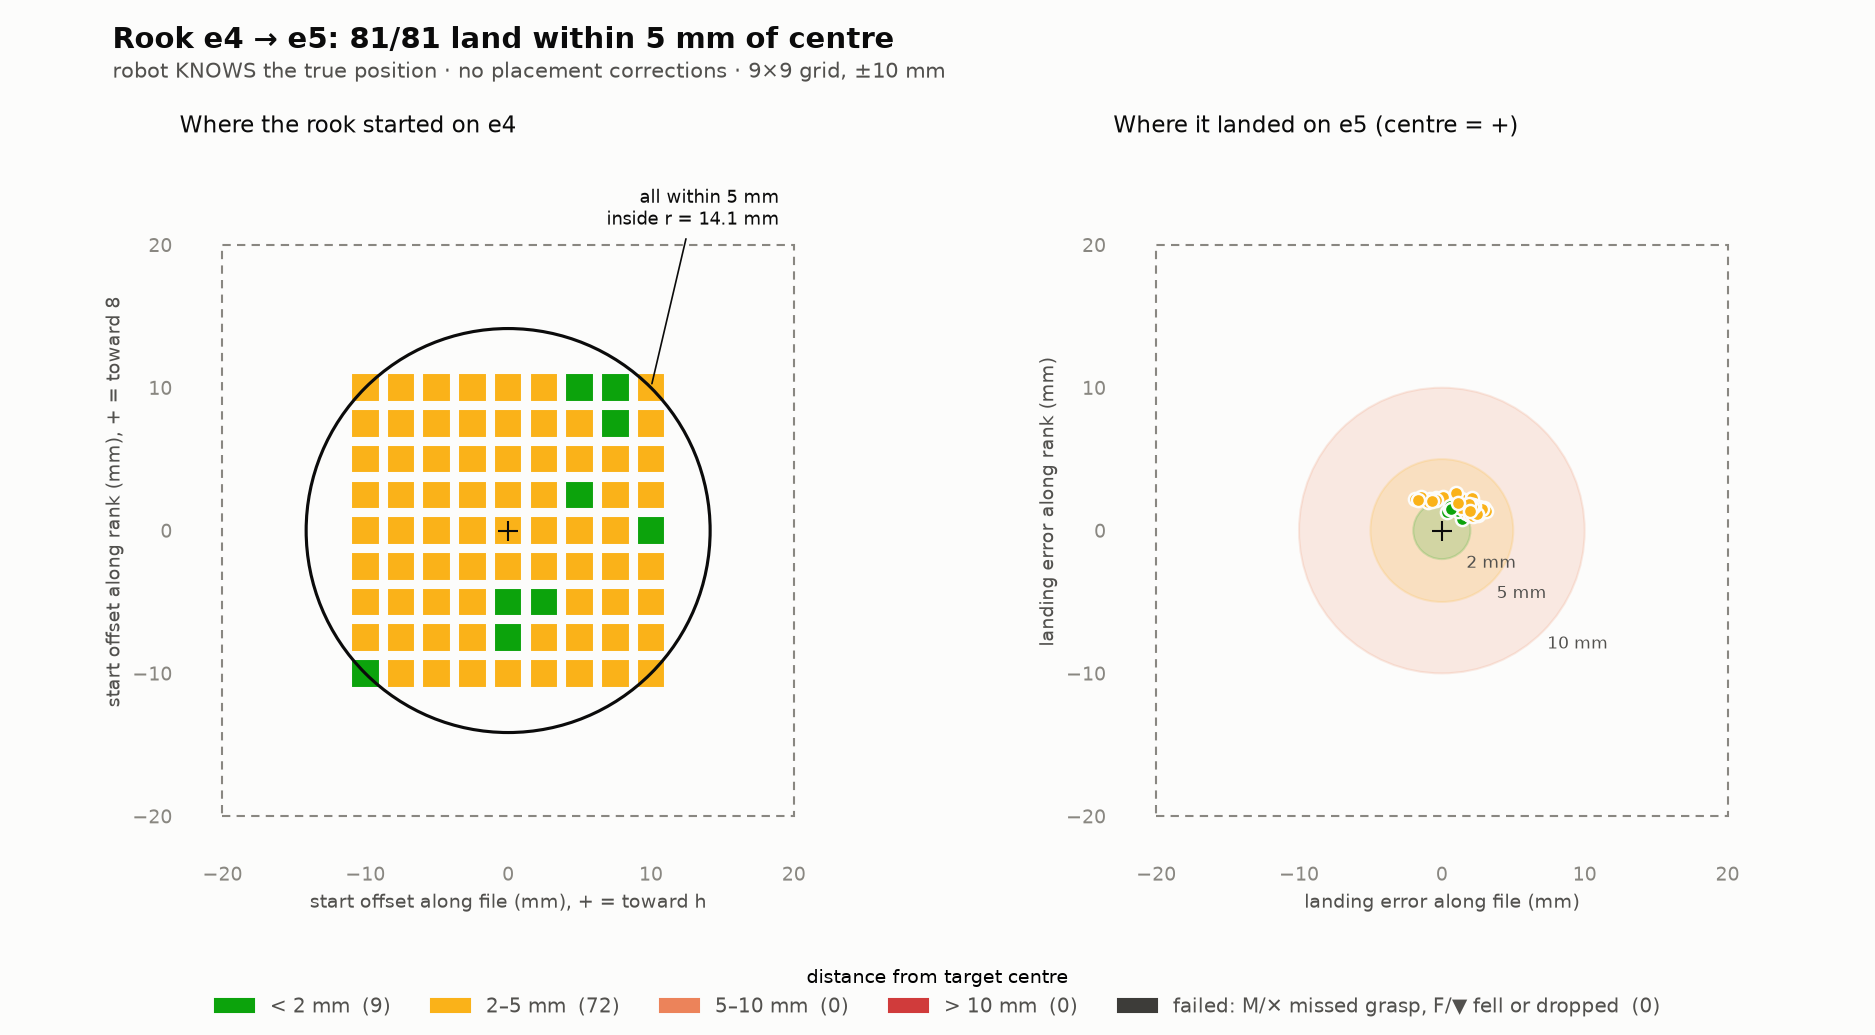 Rook e4 → e5: 81/81 land within 5 mm of centre
robot KNOWS the true position · no placement corrections · 9×9 grid, ±10 mm
Where the rook started on e4
all within 5 mm
inside r = 14.1 mm
start offset along rank (mm), + = toward 8
20
10
0
−10
−20
−20
−10
0
10
20
start offset along file (mm), + = toward h
Where it landed on e5 (centre = +)
landing error along rank (mm)
20
10
0
−10
−20
2 mm
5 mm
10 mm
−20
−10
0
10
20
landing error along file (mm)
distance from target centre
< 2 mm (9)
2–5 mm (72)
5–10 mm (0)
> 10 mm (0)
failed: M/✕ missed grasp, F/▼ fell or dropped (0)